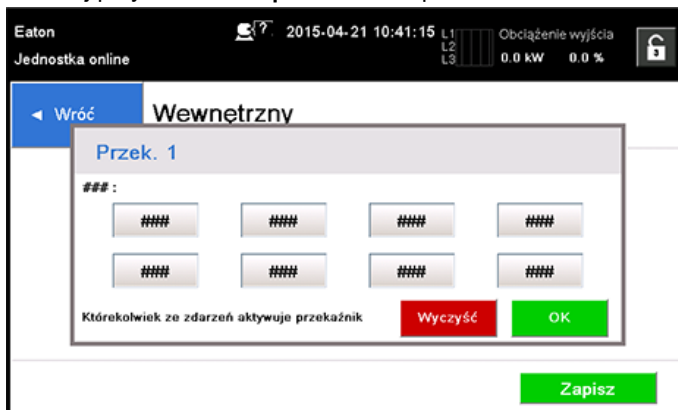 Eaton 2015-04-21 10:41:15 L1 Obciążenie wyjścia
L2
Jednostka online L3 0.0 kW 0.0 %
◄ Wróć Wewnętrzny
Przek. 1
### :
### ### ### ###
### ### ### ###
Którekolwiek ze zdarzeń aktywuje przekaźnik Wyczyść OK
Zapisz